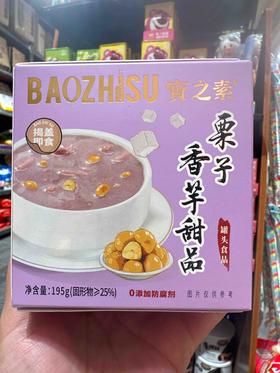 BAOZHISU 寶之素
揭盖
即食
栗子
香芋甜品
罐头食品
净含量:195g(固形物≥25%)
0添加防腐剂
图片仅供参考